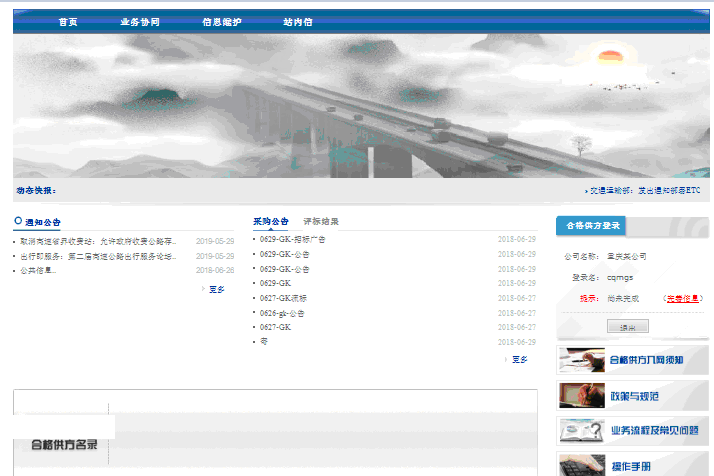 首页 业务协同 信息维护 站内信
动态快报:
交通运输部：发出通知部署ETC
通知公告
取消高速省界收费站：允许政府收费公路存.. 2019-05-29
出行即服务：第二届高速公路出行服务论坛.. 2019-05-29
公共信息.. 2018-06-26
更多
采购公告 评标结果
0629-GK-招标广告 2018-06-29
0629-GK-公告 2018-06-29
0629-GK-公告 2018-06-29
0629-GK 2018-06-29
0627-GK流标 2018-06-27
0626-gk-公告 2018-06-27
0627-GK 2018-06-27
2018-06-29
更多
合格供方登录
公司名称： 重庆某公司
登录名： cqmgs
提示： 尚未完成 （完善信息）
退出
合格供方入网须知
政策与规范
业务流程及常见问题
操作手册
合格供方名录